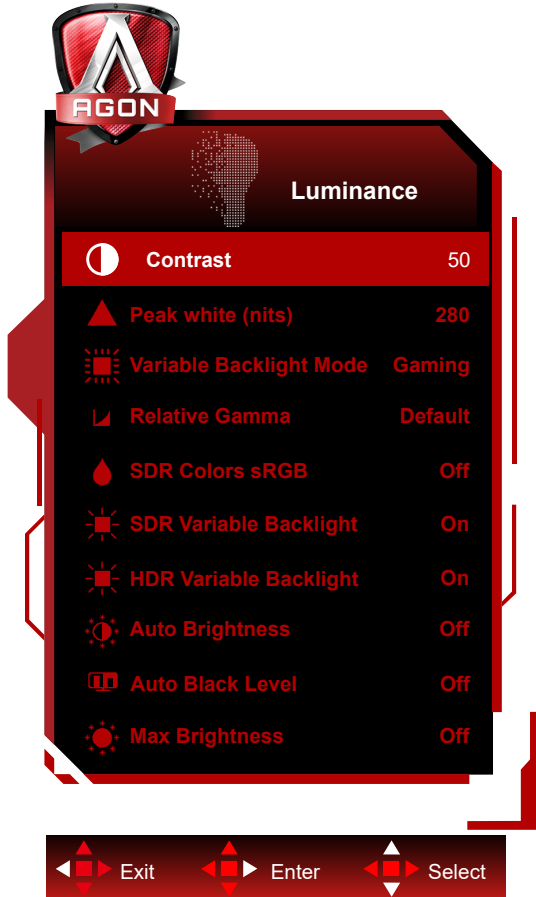 AGON
Luminance
Contrast 50
Peak white (nits) 280
Variable Backlight Mode Gaming
Relative Gamma Default
SDR Colors sRGB Off
SDR Variable Backlight On
HDR Variable Backlight On
Auto Brightness Off
Auto Black Level Off
Max Brightness Off
Exit Enter Select